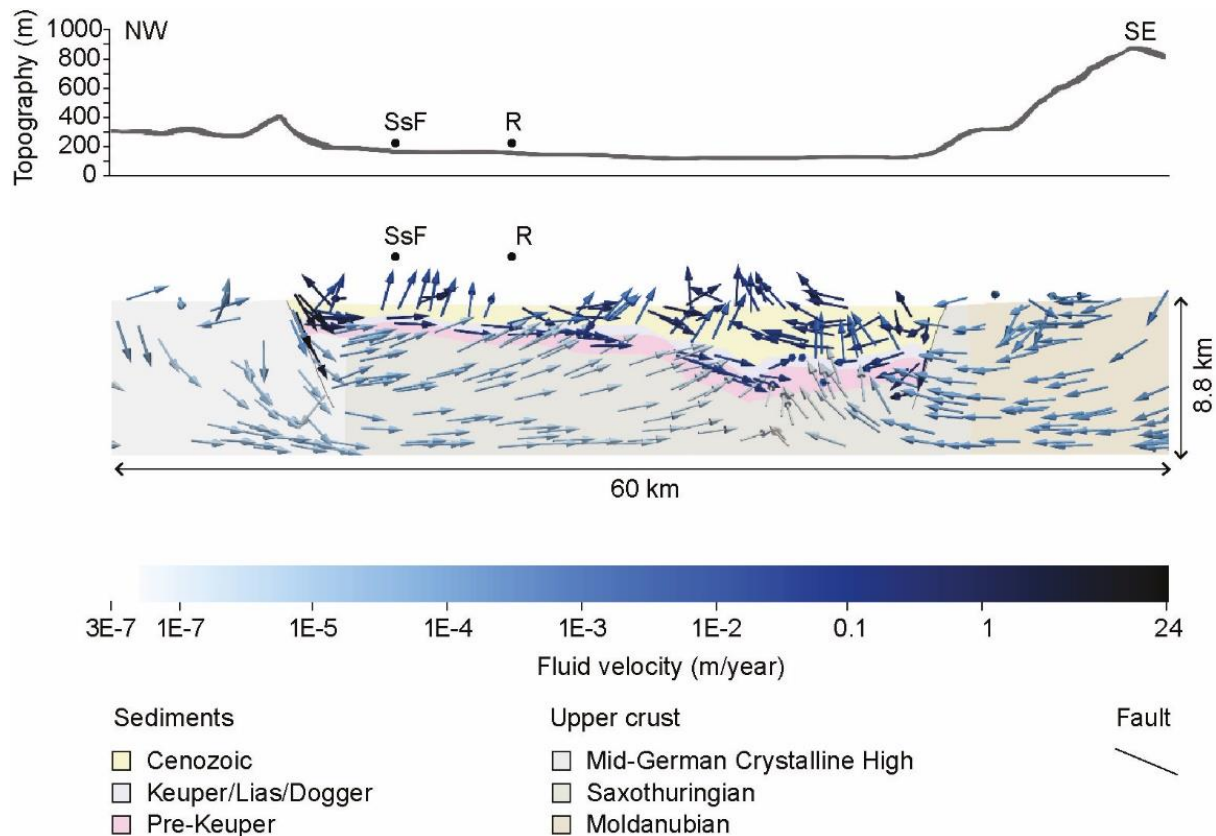 Topography (m)
1000
800
600
400
200
0
NW
SE
SsF
R
SsF
R
8.8 km
60 km
3E-7 1E-7 1E-5 1E-4 1E-3 1E-2 0.1 1 24
Fluid velocity (m/year)
Sediments
Cenozoic
Keuper/Lias/Dogger
Pre-Keuper
Upper crust
Mid-German Crystalline High
Saxothuringian
Moldanubian
Fault